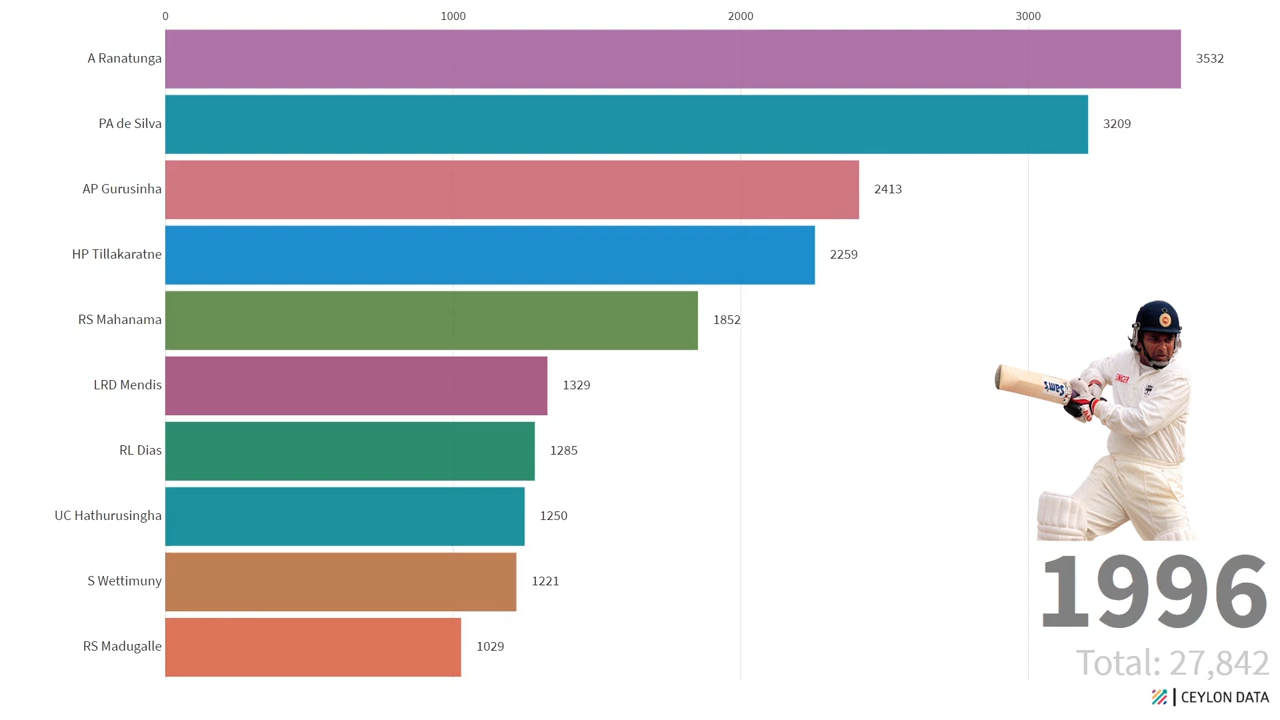 0 1000 2000 3000
A Ranatunga 3532
PA de Silva 3209
AP Gurusinha 2413
HP Tillakaratne 2259
RS Mahanama 1852
LRD Mendis 1329
RL Dias 1285
UC Hathurusingha 1250
S Wettimuny 1221
RS Madugalle 1029
SINGER
SAMS
1996
Total: 27,842
CEYLON DATA